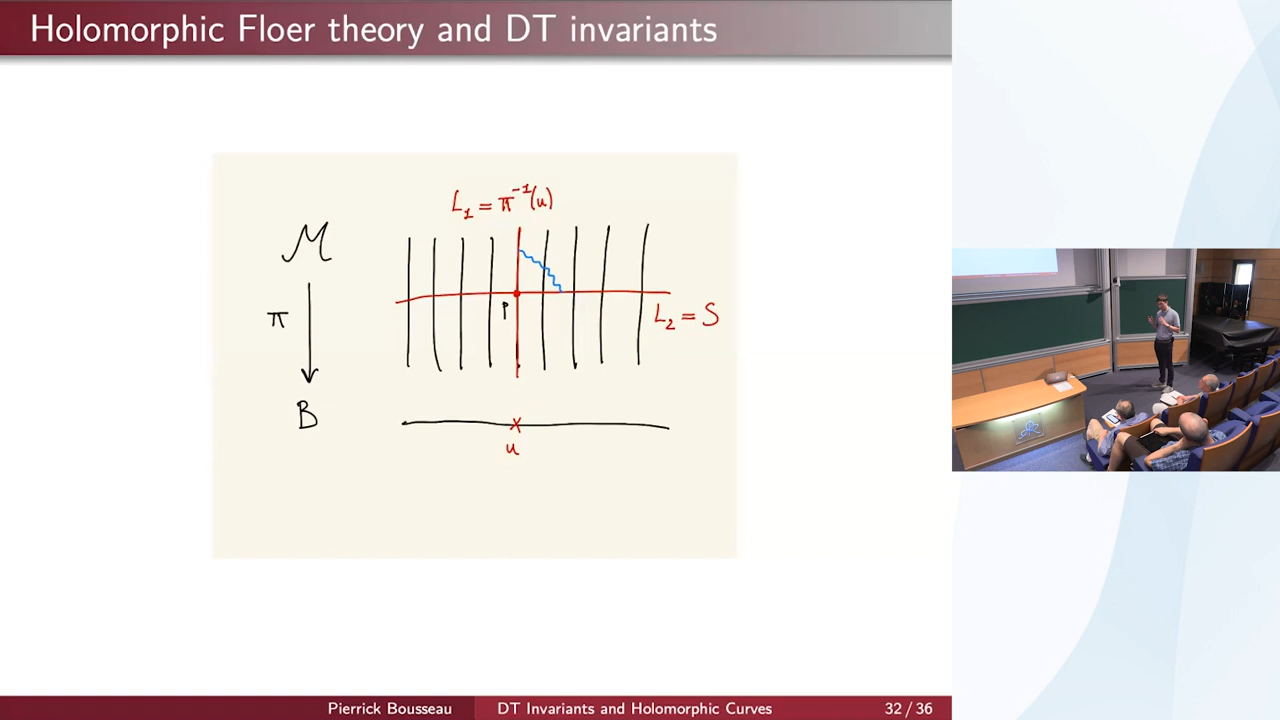 Holomorphic Floer theory and DT invariants
L₁ = π⁻¹(u)
M
π
P
L₂ = S
B
u
Pierrick Bousseau DT Invariants and Holomorphic Curves 32 / 36